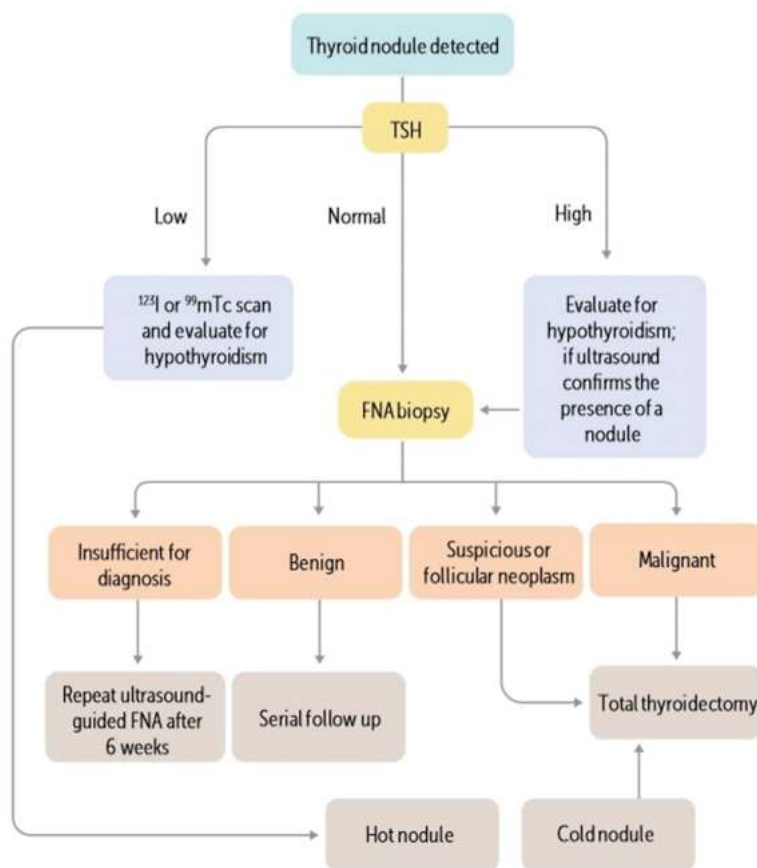 Thyroid nodule detected
TSH
Low
Normal
High
¹²³I or ⁹⁹mTc scan
and evaluate for
hypothyroidism
Evaluate for
hypothyroidism;
if ultrasound
confirms the
presence of a
nodule
FNA biopsy
Insufficient for
diagnosis
Benign
Suspicious or
follicular neoplasm
Malignant
Repeat ultrasound-
guided FNA after
6 weeks
Serial follow up
Total thyroidectomy
Hot nodule
Cold nodule